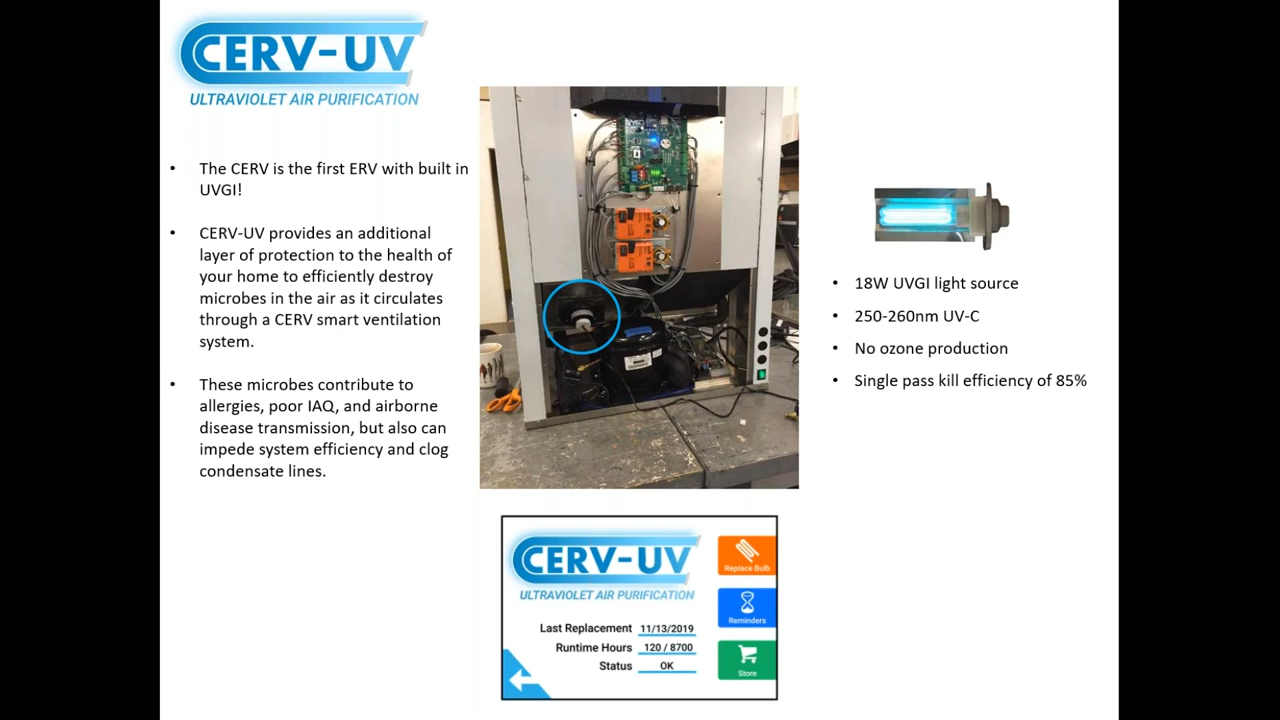 CERV-UV
ULTRAVIOLET AIR PURIFICATION
• The CERV is the first ERV with built in
UVGI!
• CERV-UV provides an additional
layer of protection to the health of
your home to efficiently destroy
microbes in the air as it circulates
through a CERV smart ventilation
system.
• These microbes contribute to
allergies, poor IAQ, and airborne
disease transmission, but also can
impede system efficiency and clog
condensate lines.
• 18W UVGI light source
• 250-260nm UV-C
• No ozone production
• Single pass kill efficiency of 85%
CERV-UV
ULTRAVIOLET AIR PURIFICATION
Last Replacement 11/13/2019
Runtime Hours 120 / 8700
Status OK
Replace Bulb
Reminders
Store